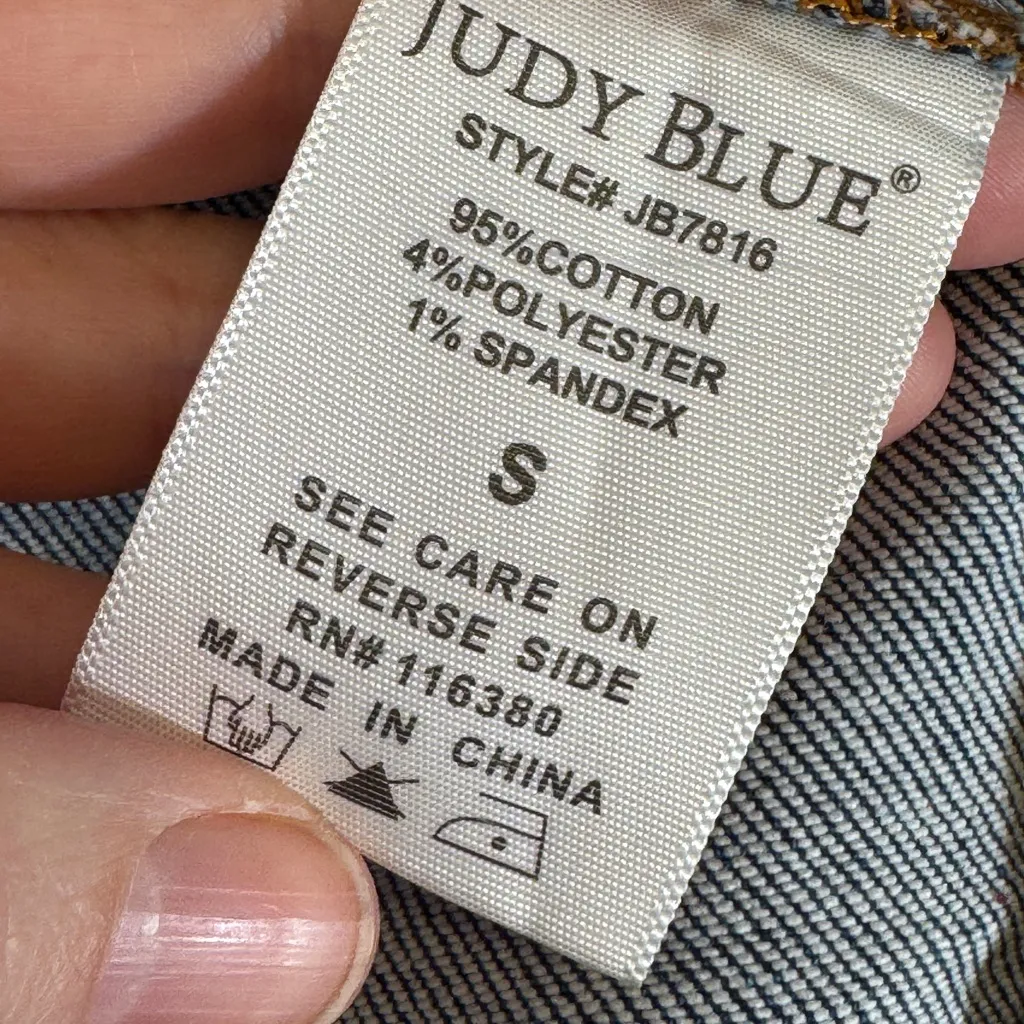 JUDY BLUE®
STYLE# JB7816
95%COTTON
4%POLYESTER
1% SPANDEX
S
SEE CARE ON
REVERSE SIDE
RN# 116380
MADE IN CHINA